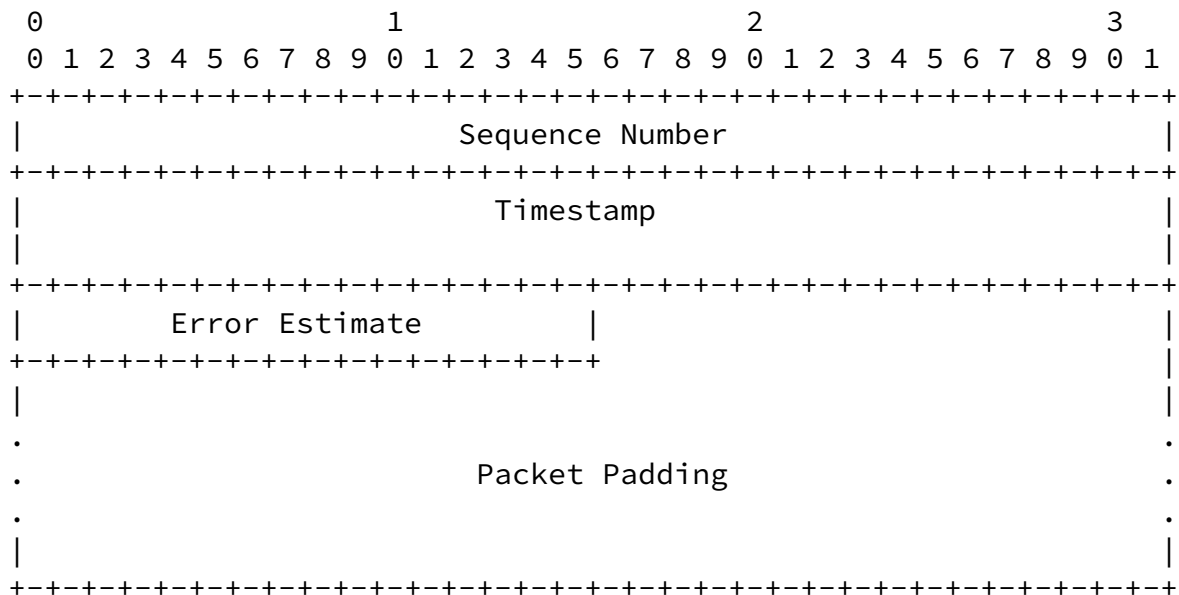 0                   1                   2                   3
0 1 2 3 4 5 6 7 8 9 0 1 2 3 4 5 6 7 8 9 0 1 2 3 4 5 6 7 8 9 0 1
+-+-+-+-+-+-+-+-+-+-+-+-+-+-+-+-+-+-+-+-+-+-+-+-+-+-+-+-+-+-+-+-+
|                        Sequence Number                        |
+-+-+-+-+-+-+-+-+-+-+-+-+-+-+-+-+-+-+-+-+-+-+-+-+-+-+-+-+-+-+-+-+
|                          Timestamp                            |
|                                                               |
+-+-+-+-+-+-+-+-+-+-+-+-+-+-+-+-+-+-+-+-+-+-+-+-+-+-+-+-+-+-+-+-+
|        Error Estimate         |                               |
+-+-+-+-+-+-+-+-+-+-+-+-+-+-+-+-+                               |
|                                                               |
.                                                               .
.                         Packet Padding                        .
.                                                               .
|                                                               |
+-+-+-+-+-+-+-+-+-+-+-+-+-+-+-+-+-+-+-+-+-+-+-+-+-+-+-+-+-+-+-+-+